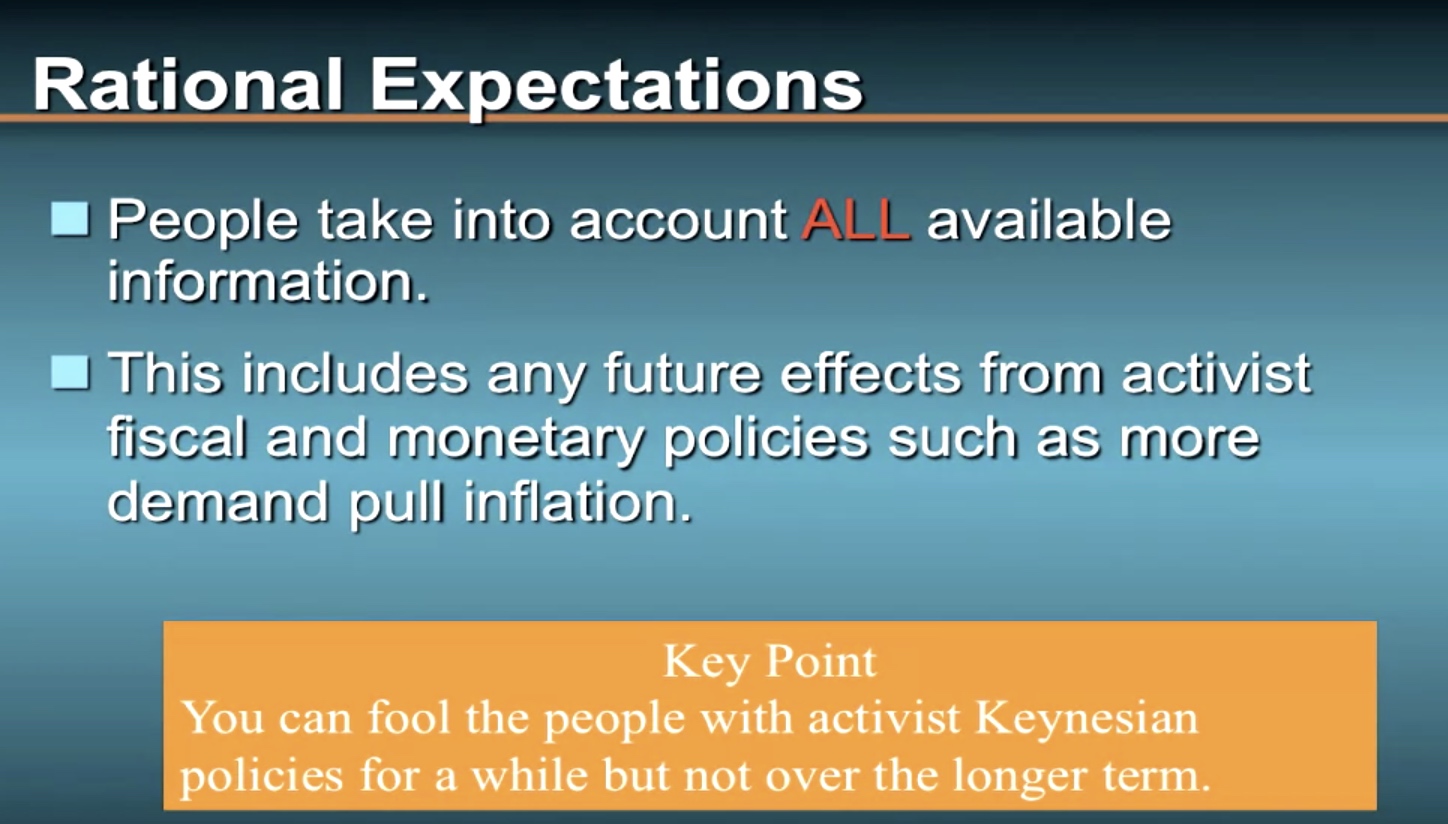 Rational Expectations
People take into account ALL available
information.
This includes any future effects from activist
fiscal and monetary policies such as more
demand pull inflation.
Key Point
You can fool the people with activist Keynesian
policies for a while but not over the longer term.